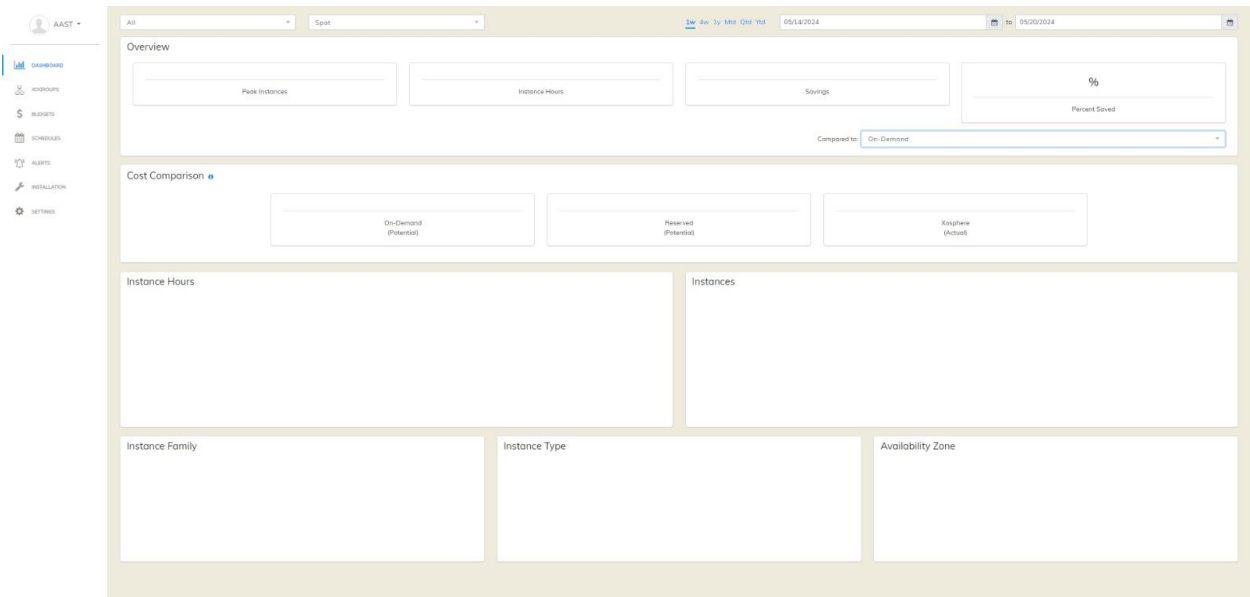 AAST
DASHBOARD
XOGROUPS
BUDGETS
SCHEDULES
ALERTS
INSTALLATION
SETTINGS
All
Spot
1w 4w 1y Mtd Qtd Ytd
05/14/2024
to
05/20/2024
Overview
Peak Instances
Instance Hours
Savings
%
Percent Saved
Compared to:
On-Demand
Cost Comparison
On-Demand
(Potential)
Reserved
(Potential)
Xosphere
(Actual)
Instance Hours
Instances
Instance Family
Instance Type
Availability Zone